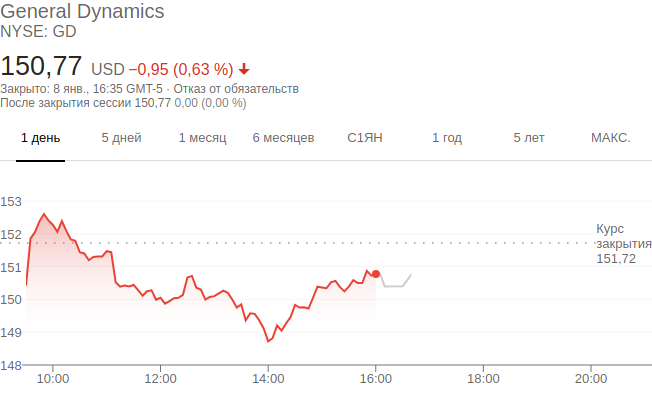 General Dynamics
NYSE: GD
150,77 USD −0,95 (0,63 %)
Закрыто: 8 янв., 16:35 GMT-5 · Отказ от обязательств
После закрытия сессии 150,77 0,00 (0,00 %)
1 день 5 дней 1 месяц 6 месяцев С1ЯН 1 год 5 лет МАКС.
153
152
151
150
149
148
Курс
закрытия
151,72
10:00 12:00 14:00 16:00 18:00 20:00